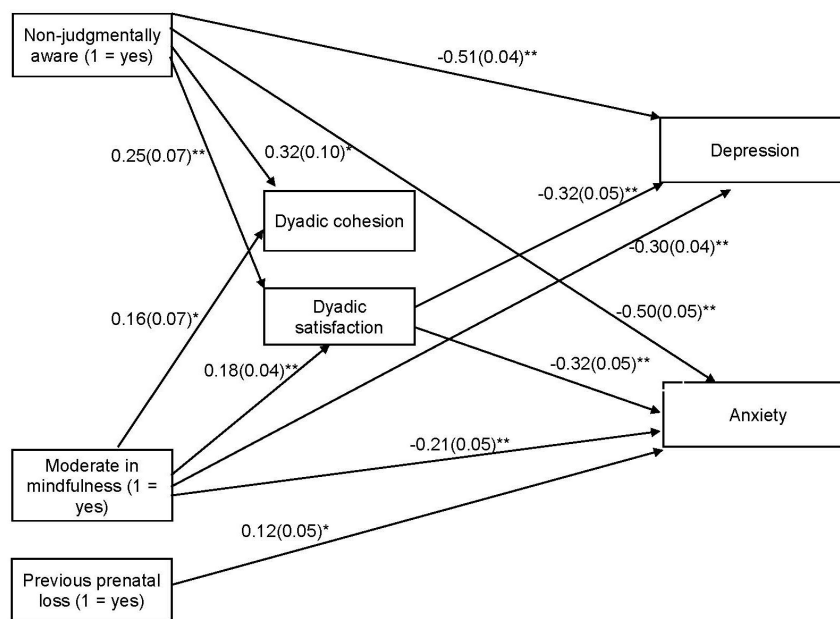 Non-judgmentally
aware (1 = yes)
-0.51(0.04)**
Depression
0.25(0.07)**
0.32(0.10)*
-0.32(0.05)**
Dyadic cohesion
-0.30(0.04)**
Dyadic
satisfaction
0.16(0.07)*
-0.50(0.05)**
0.18(0.04)**
-0.32(0.05)**
Anxiety
-0.21(0.05)**
Moderate in
mindfulness (1 =
yes)
0.12(0.05)*
Previous prenatal
loss (1 = yes)